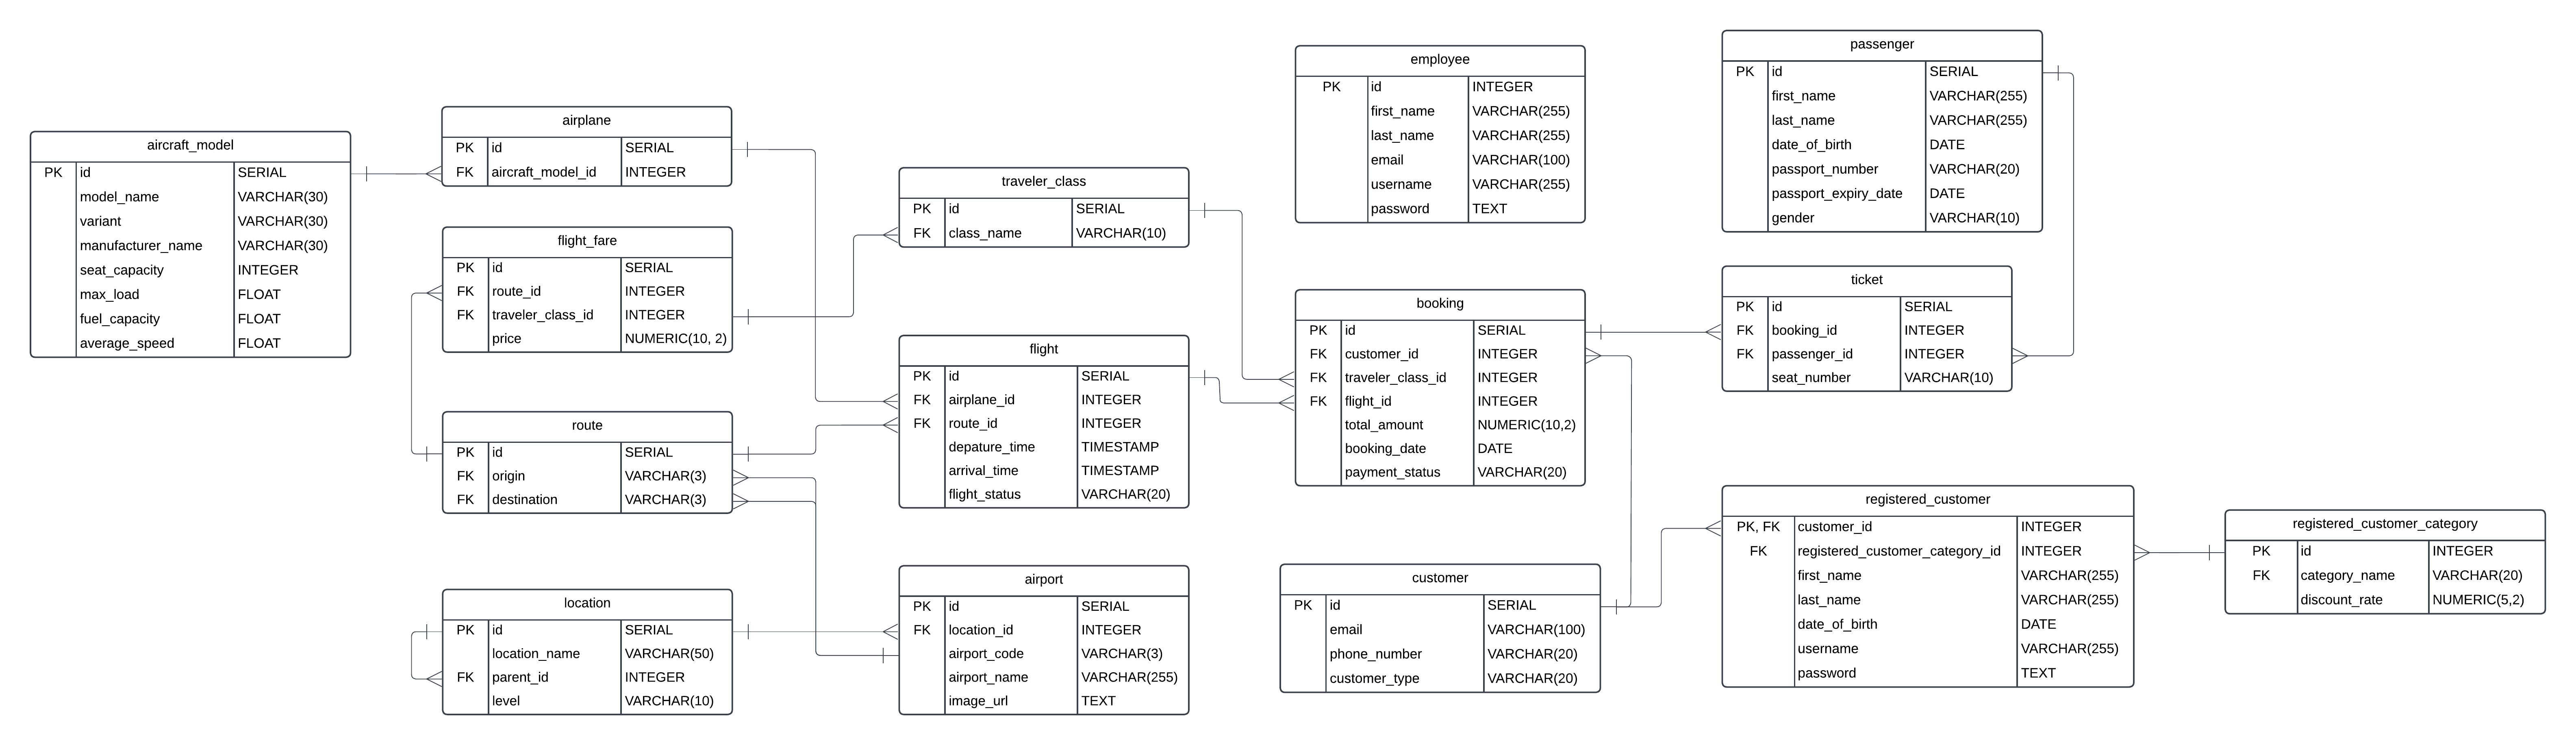 aircraft_model
PK id SERIAL
model_name VARCHAR(30)
variant VARCHAR(30)
manufacturer_name VARCHAR(30)
seat_capacity INTEGER
max_load FLOAT
fuel_capacity FLOAT
average_speed FLOAT
airplane
PK id SERIAL
FK aircraft_model_id INTEGER
flight_fare
PK id SERIAL
FK route_id INTEGER
FK traveler_class_id INTEGER
price NUMERIC(10, 2)
route
PK id SERIAL
FK origin VARCHAR(3)
FK destination VARCHAR(3)
location
PK id SERIAL
location_name VARCHAR(50)
FK parent_id INTEGER
level VARCHAR(10)
traveler_class
PK id SERIAL
FK class_name VARCHAR(10)
flight
PK id SERIAL
FK airplane_id INTEGER
FK route_id INTEGER
depature_time TIMESTAMP
arrival_time TIMESTAMP
flight_status VARCHAR(20)
airport
PK id SERIAL
FK location_id INTEGER
airport_code VARCHAR(3)
airport_name VARCHAR(255)
image_url TEXT
employee
PK id INTEGER
first_name VARCHAR(255)
last_name VARCHAR(255)
email VARCHAR(100)
username VARCHAR(255)
password TEXT
booking
PK id SERIAL
FK customer_id INTEGER
FK traveler_class_id INTEGER
FK flight_id INTEGER
total_amount NUMERIC(10,2)
booking_date DATE
payment_status VARCHAR(20)
customer
PK id SERIAL
email VARCHAR(100)
phone_number VARCHAR(20)
customer_type VARCHAR(20)
passenger
PK id SERIAL
first_name VARCHAR(255)
last_name VARCHAR(255)
date_of_birth DATE
passport_number VARCHAR(20)
passport_expiry_date DATE
gender VARCHAR(10)
ticket
PK id SERIAL
FK booking_id INTEGER
FK passenger_id INTEGER
seat_number VARCHAR(10)
registered_customer
PK, FK customer_id INTEGER
FK registered_customer_category_id INTEGER
first_name VARCHAR(255)
last_name VARCHAR(255)
date_of_birth DATE
username VARCHAR(255)
password TEXT
registered_customer_category
PK id INTEGER
FK category_name VARCHAR(20)
discount_rate NUMERIC(5,2)